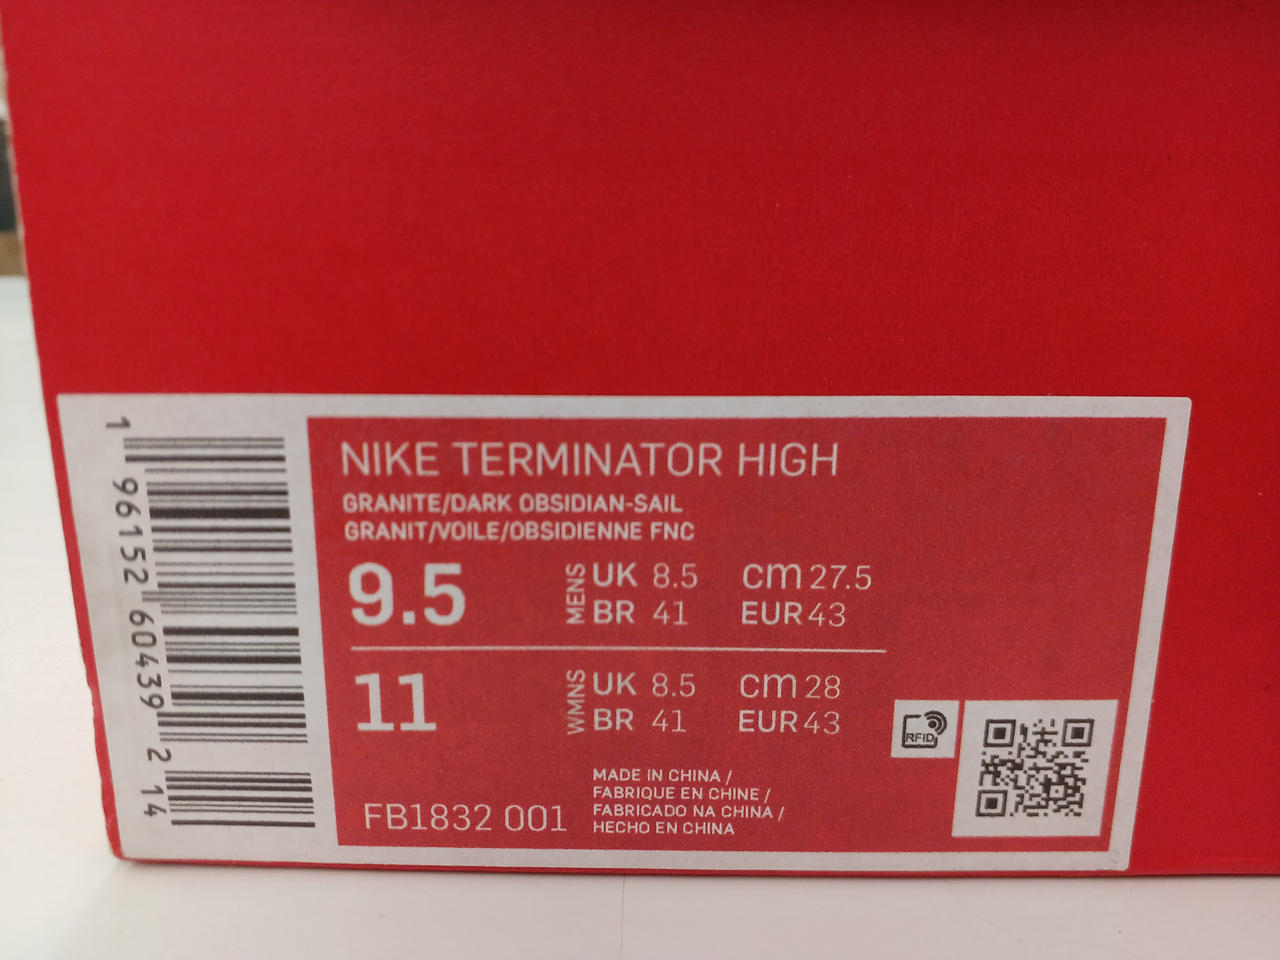 1 96152 60439 2 14
NIKE TERMINATOR HIGH
GRANITE/DARK OBSIDIAN-SAIL
GRANIT/VOILE/OBSIDIENNE FNC
9.5 MENS UK 8.5 CM 27.5
BR 41 EUR 43
11 WMNS UK 8.5 CM 28
BR 41 EUR 43
RFID
MADE IN CHINA /
FABRIQUE EN CHINE /
FABRICADO NA CHINA /
HECHO EN CHINA
FB1832 001